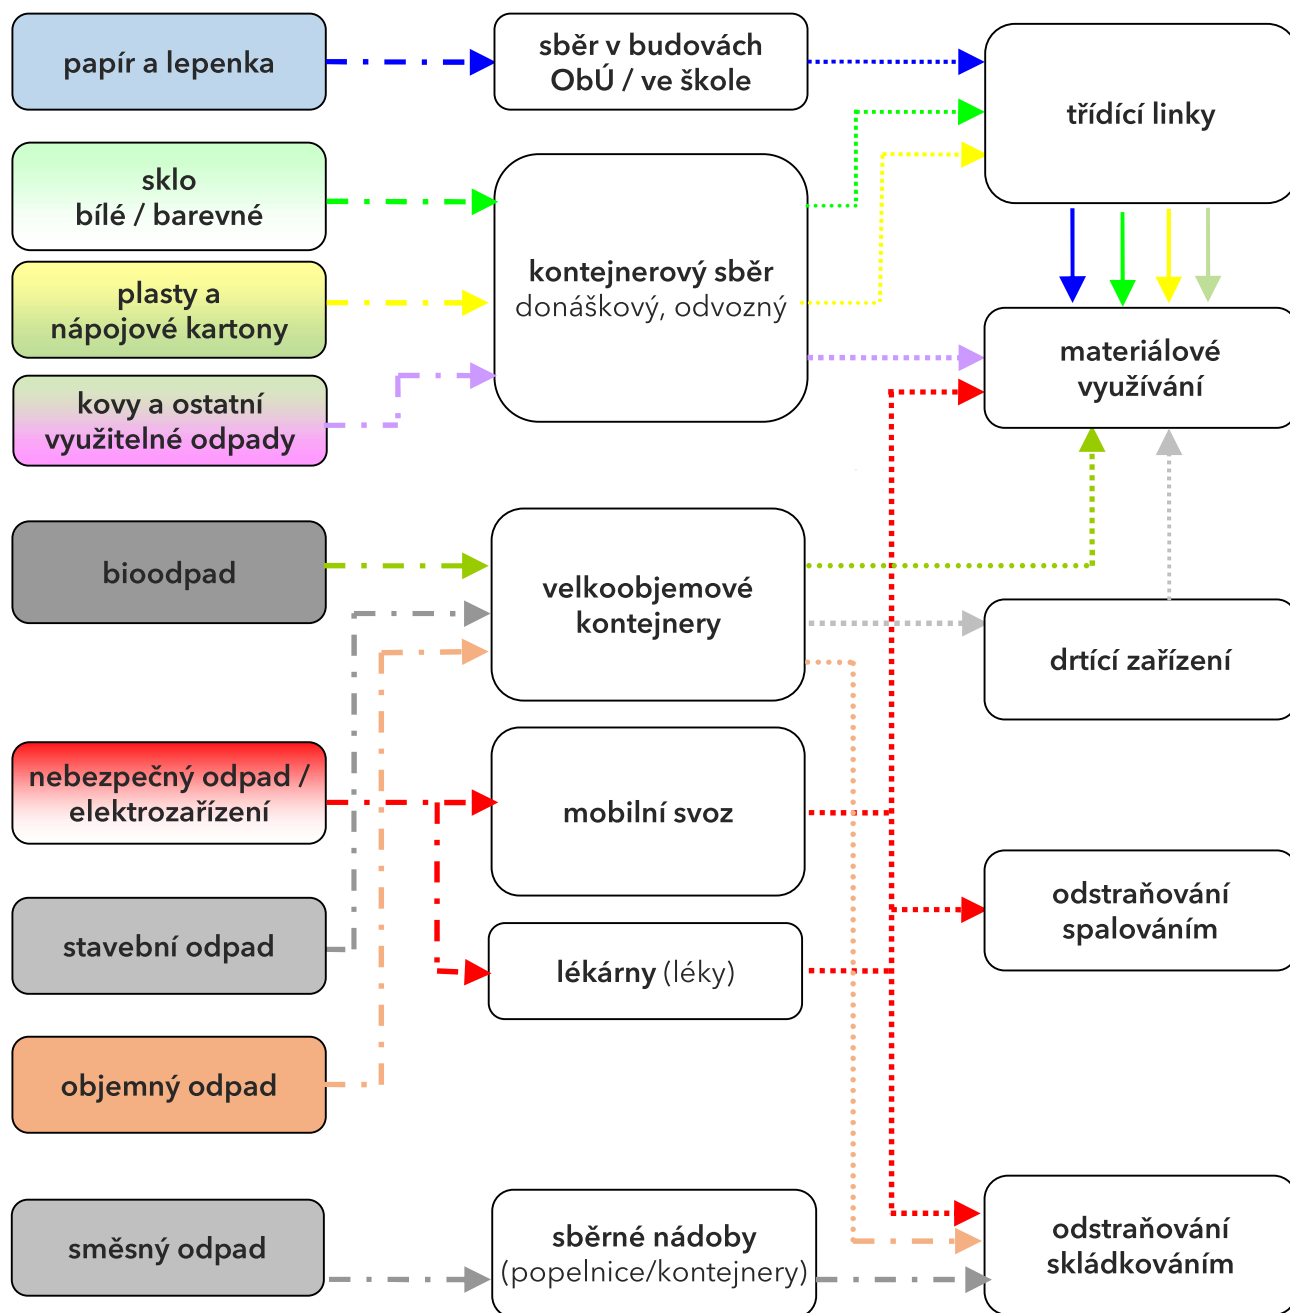 papír a lepenka
sklo
bílé / barevné
plasty a
nápojové kartony
kovy a ostatní
využitelné odpady
bioodpad
nebezpečný odpad /
elektrozařízení
stavební odpad
objemný odpad
směsný odpad
sběr v budovách
ObÚ / ve škole
kontejnerový sběr
donáškový, odvozný
velkoobjemové
kontejnery
mobilní svoz
lékárny (léky)
sběrné nádoby
(popelnice/kontejnery)
třídící linky
materiálové
využívání
drtící zařízení
odstraňování
spalováním
odstraňování
skládkováním